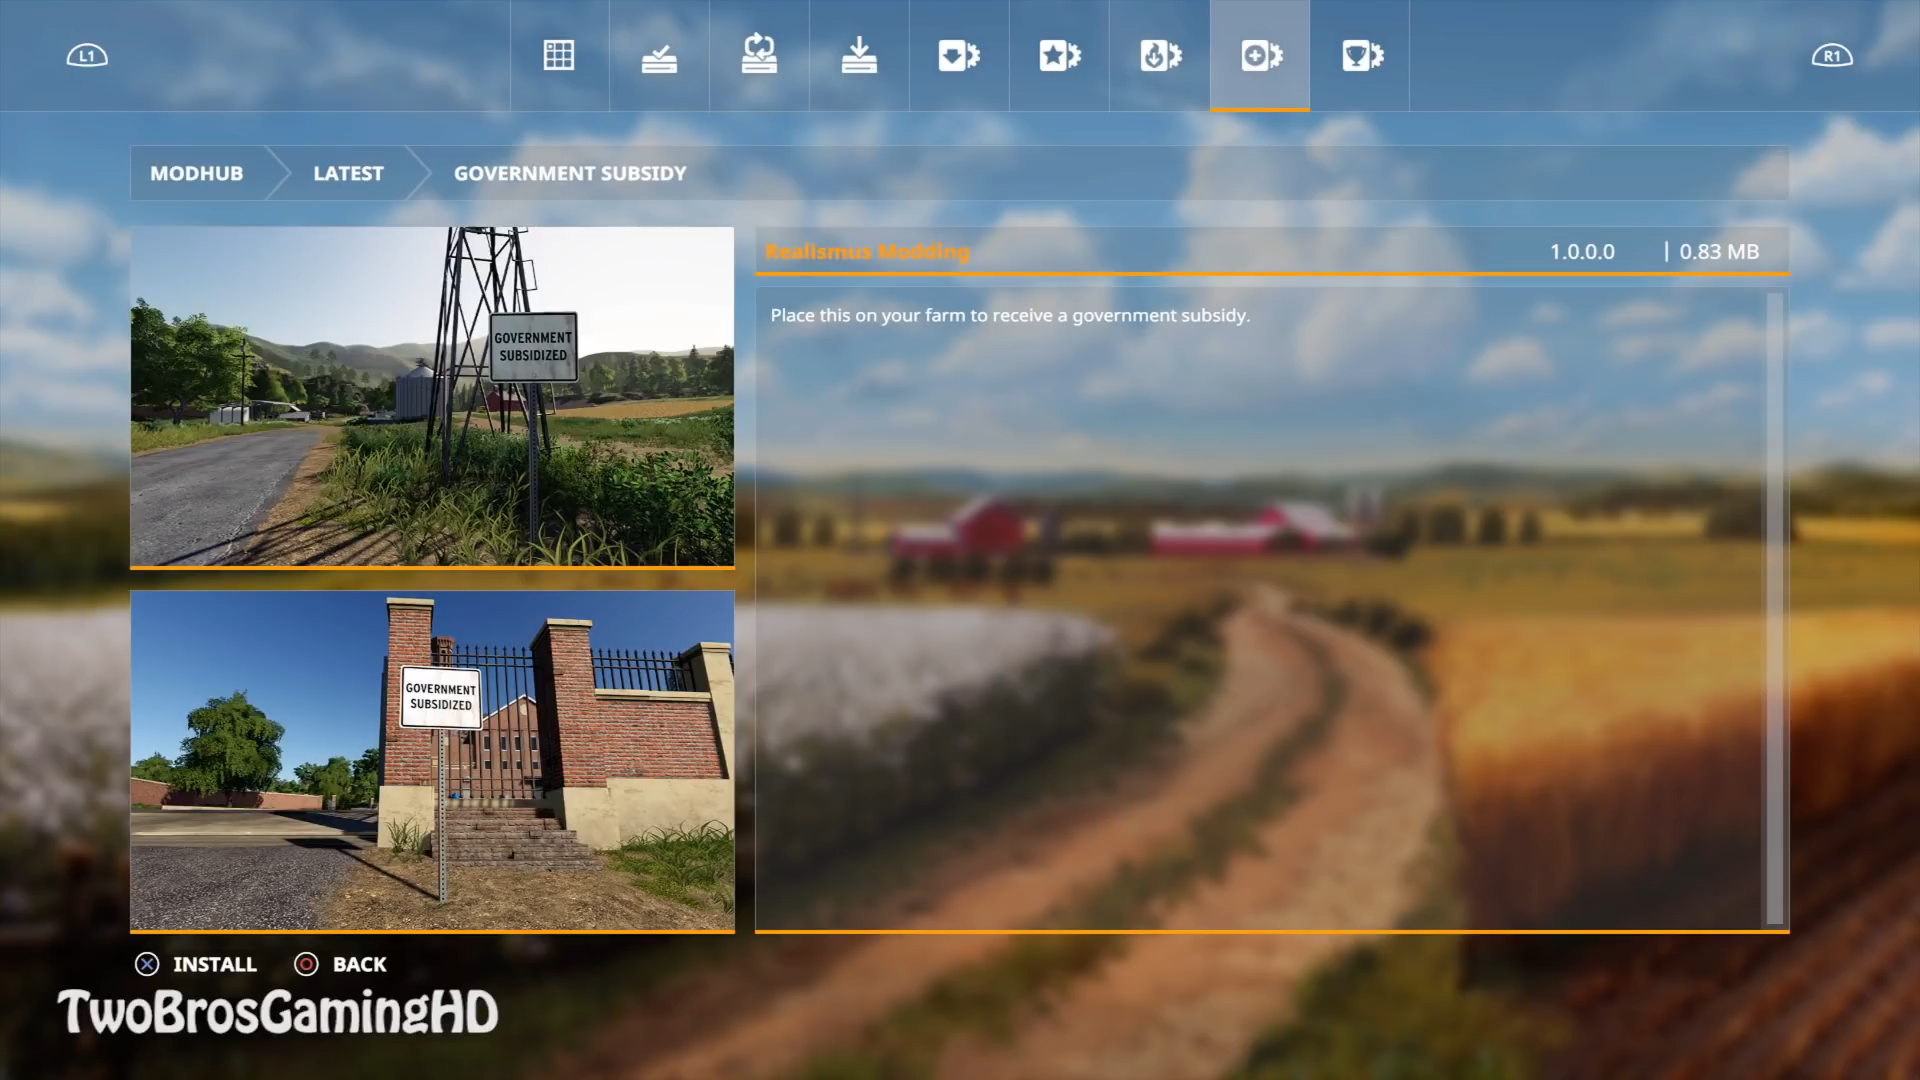 L1
R1
MODHUB
LATEST
GOVERNMENT SUBSIDY
GOVERNMENT
SUBSIDIZED
Realismus Modding
1.0.0.0 | 0.83 MB
Place this on your farm to receive a government subsidy.
GOVERNMENT
SUBSIDIZED
INSTALL
BACK
TwoBrosGamingHD